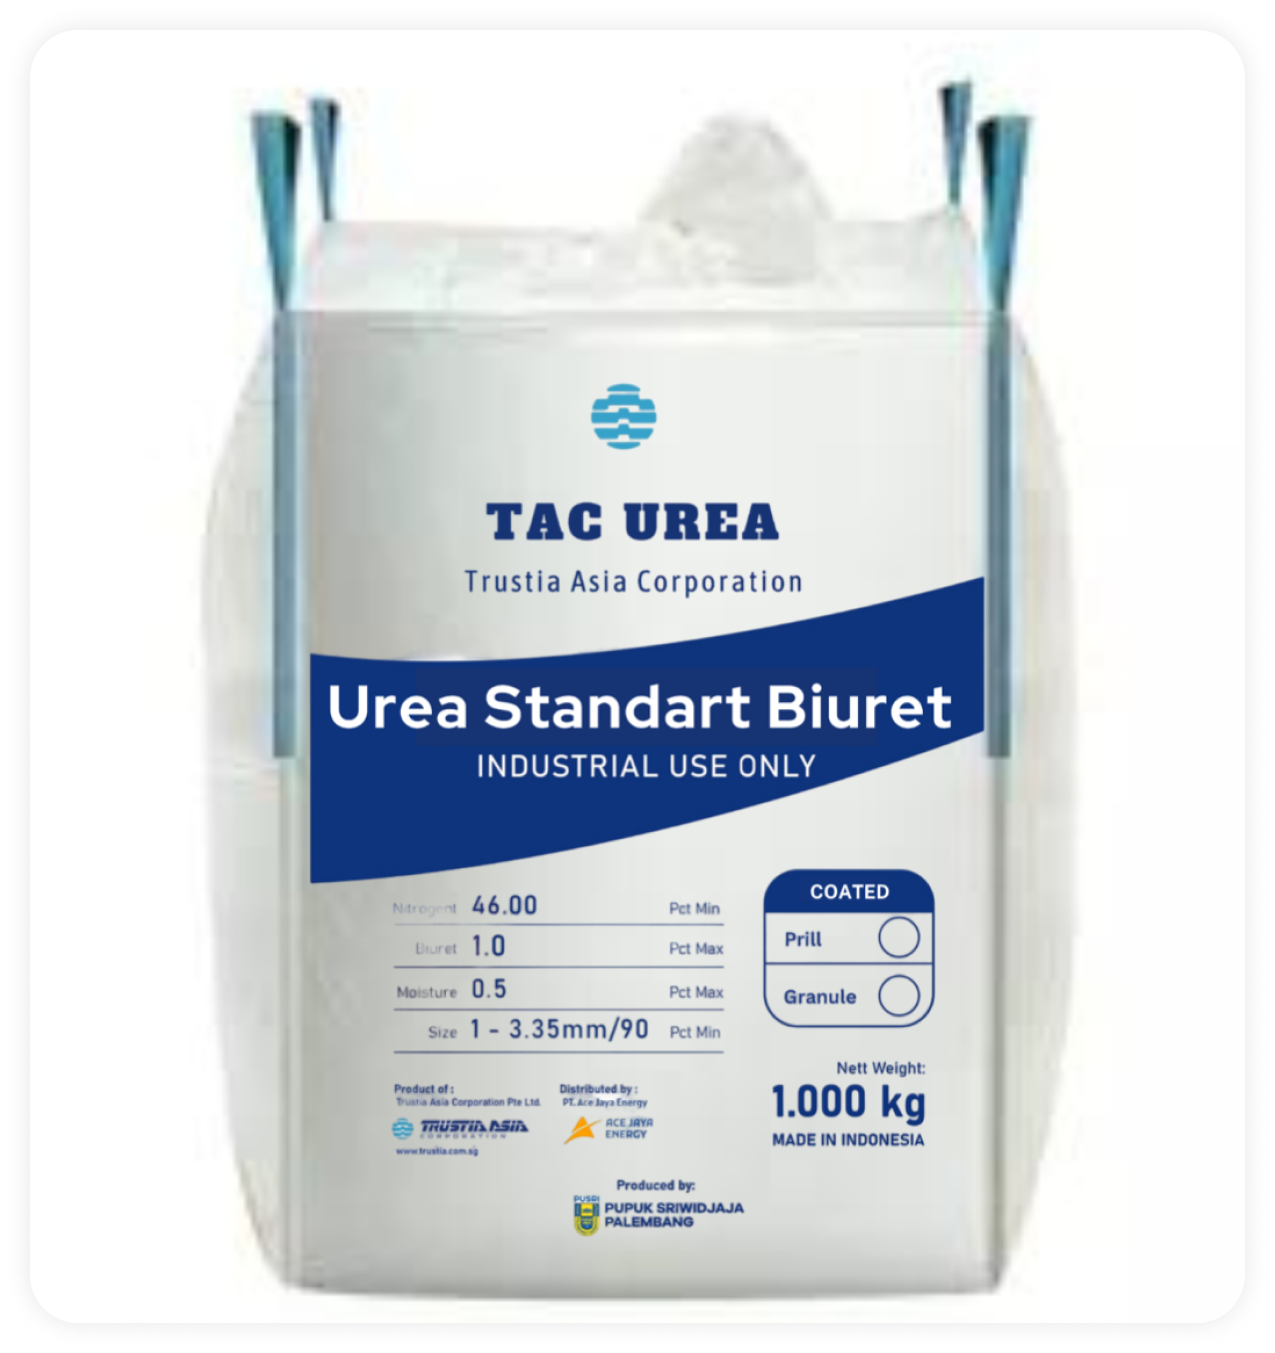 TAC UREA
Trustia Asia Corporation
Urea Standart Biuret
INDUSTRIAL USE ONLY
Nitrogent 46.00 Pct Min
Biuret 1.0 Pct Max
Moisture 0.5 Pct Max
Size 1 - 3.35mm/90 Pct Min
COATED
Prill
Granule
Nett Weight:
1.000 kg
MADE IN INDONESIA
Product of :
Trustia Asia Corporation Pte Ltd.
TRUSTIA ASIA
CORPORATION
www.trustia.com.sg
Distributed by :
PT. Ace Jaya Energy
ACE JAYA
ENERGY
Produced by:
PUSRI
PUPUK SRIWIDJAJA
PALEMBANG